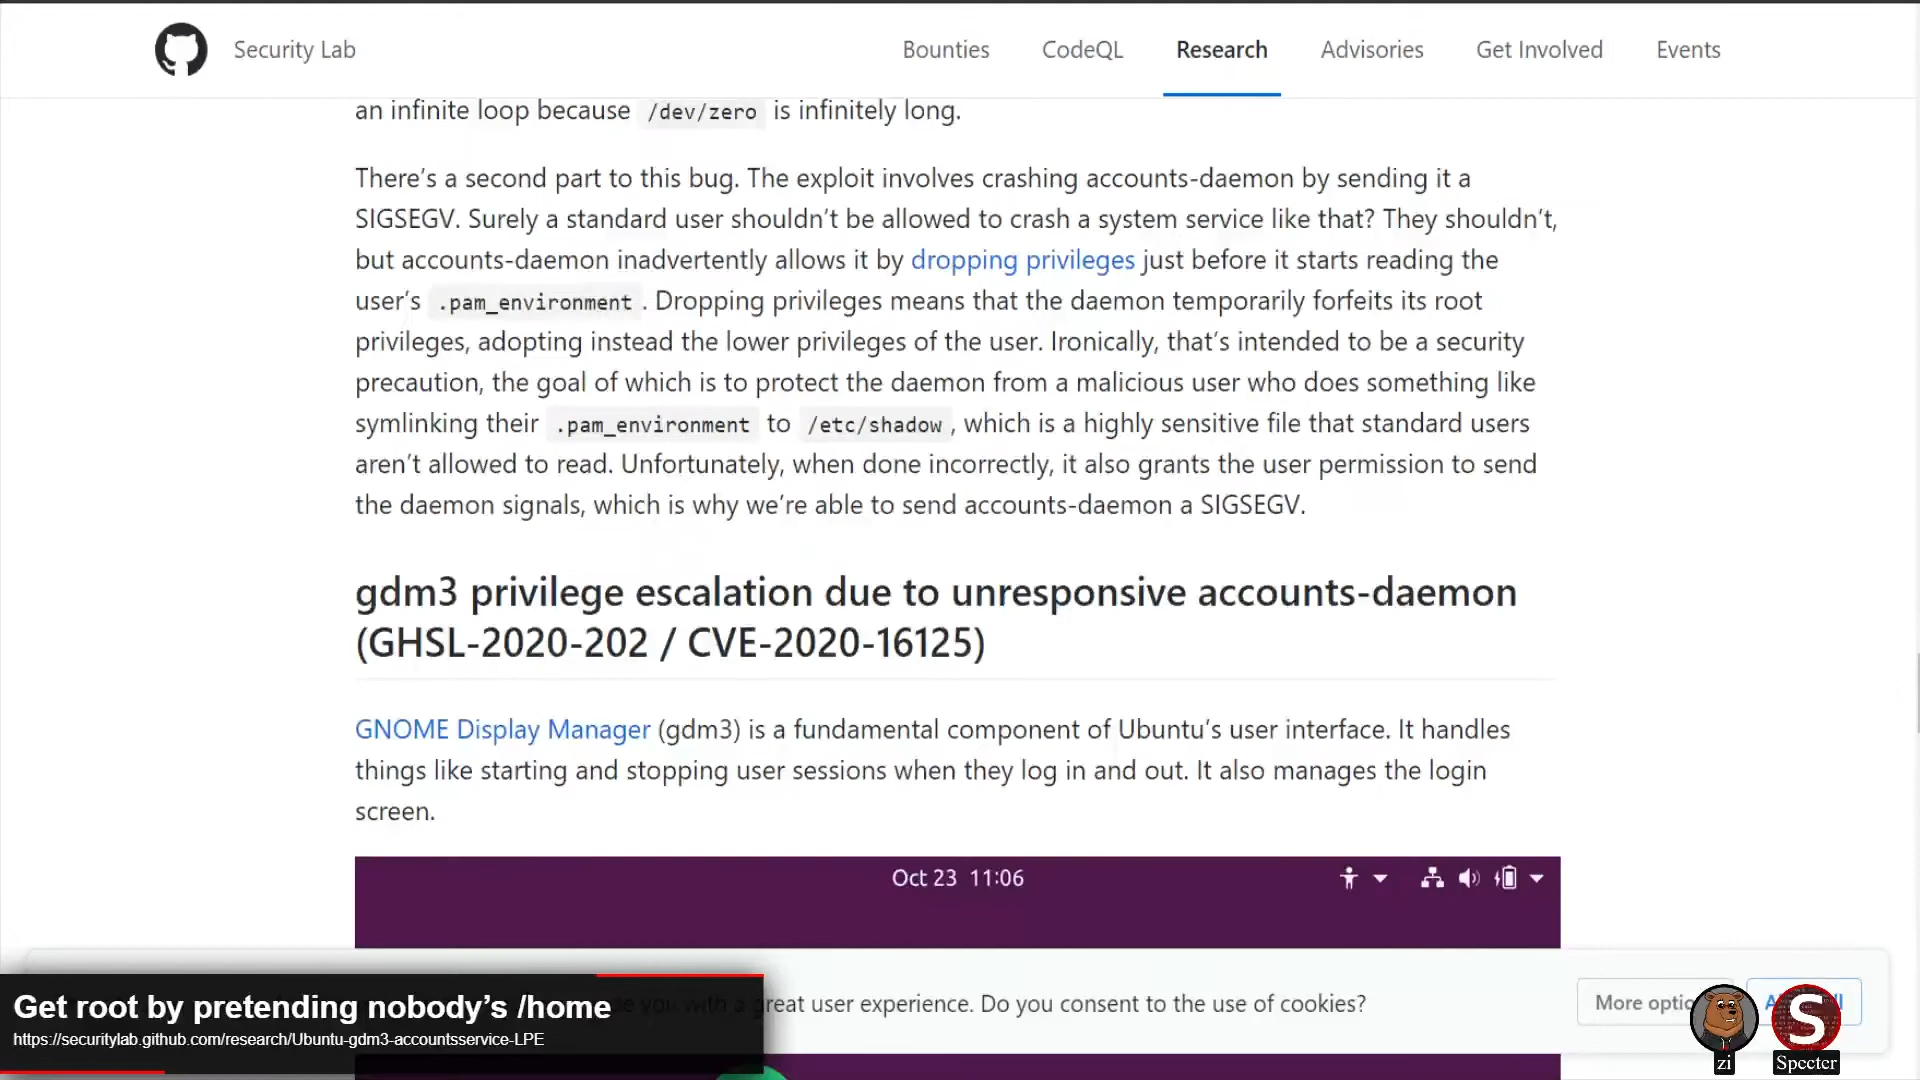 Security Lab
Bounties
CodeQL
Research
Advisories
Get Involved
Events
an infinite loop because /dev/zero is infinitely long.
There’s a second part to this bug. The exploit involves crashing accounts-daemon by sending it a
SIGSEGV. Surely a standard user shouldn’t be allowed to crash a system service like that? They shouldn’t,
but accounts-daemon inadvertently allows it by dropping privileges just before it starts reading the
user’s .pam_environment . Dropping privileges means that the daemon temporarily forfeits its root
privileges, adopting instead the lower privileges of the user. Ironically, that’s intended to be a security
precaution, the goal of which is to protect the daemon from a malicious user who does something like
symlinking their .pam_environment to /etc/shadow , which is a highly sensitive file that standard users
aren’t allowed to read. Unfortunately, when done incorrectly, it also grants the user permission to send
the daemon signals, which is why we’re able to send accounts-daemon a SIGSEGV.
gdm3 privilege escalation due to unresponsive accounts-daemon
(GHSL-2020-202 / CVE-2020-16125)
GNOME Display Manager (gdm3) is a fundamental component of Ubuntu’s user interface. It handles
things like starting and stopping user sessions when they log in and out. It also manages the login
screen.
Oct 23 11:06
you with a great user experience. Do you consent to the use of cookies?
More optio
Get root by pretending nobody’s /home
https://securitylab.github.com/research/Ubuntu-gdm3-accountsservice-LPE
S
zi
Specter